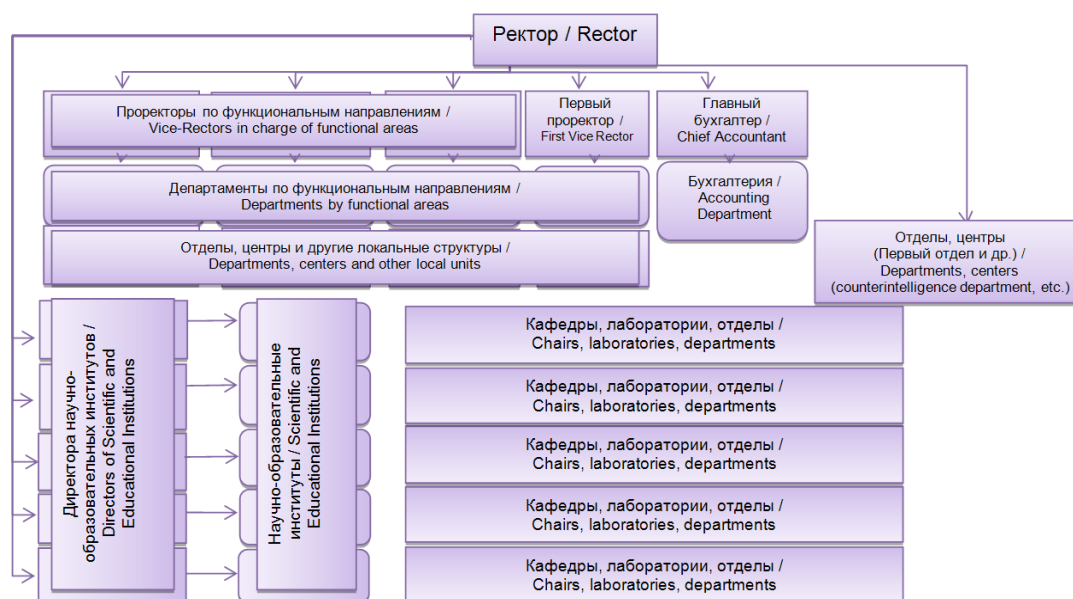 Ректор / Rector
Проректоры по функциональным направлениям /
Vice-Rectors in charge of functional areas
Первый
проректор /
First Vice Rector
Главный
бухгалтер /
Chief Accountant
Департаменты по функциональным направлениям /
Departments by functional areas
Бухгалтерия /
Accounting
Department
Отделы, центры и другие локальные структуры /
Departments, centers and other local units
Отделы, центры
(Первый отдел и др.) /
Departments, centers
(counterintelligence department, etc.)
Директора научно-
образовательных институтов /
Directors of Scientific and
Educational Institutions
Научно-образовательные
институты / Scientific and
Educational Institutions
Кафедры, лаборатории, отделы /
Chairs, laboratories, departments
Кафедры, лаборатории, отделы /
Chairs, laboratories, departments
Кафедры, лаборатории, отделы /
Chairs, laboratories, departments
Кафедры, лаборатории, отделы /
Chairs, laboratories, departments
Кафедры, лаборатории, отделы /
Chairs, laboratories, departments